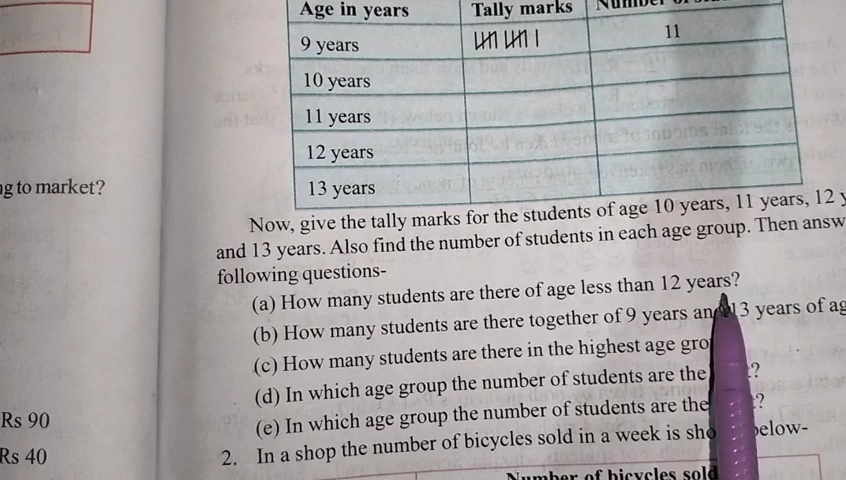 Age in years Tally marks Number of
9 years 11
10 years
11 years
12 years
13 years
ng to market?
Now, give the tally marks for the students of age 10 years, 11 years, 12 y
and 13 years. Also find the number of students in each age group. Then answ
following questions-
(a) How many students are there of age less than 12 years?
(b) How many students are there together of 9 years an 13 years of ag
(c) How many students are there in the highest age gro
(d) In which age group the number of students are the ?
(e) In which age group the number of students are the ?
2. In a shop the number of bicycles sold in a week is sho below-
Number of bicycles sold
Rs 90
Rs 40